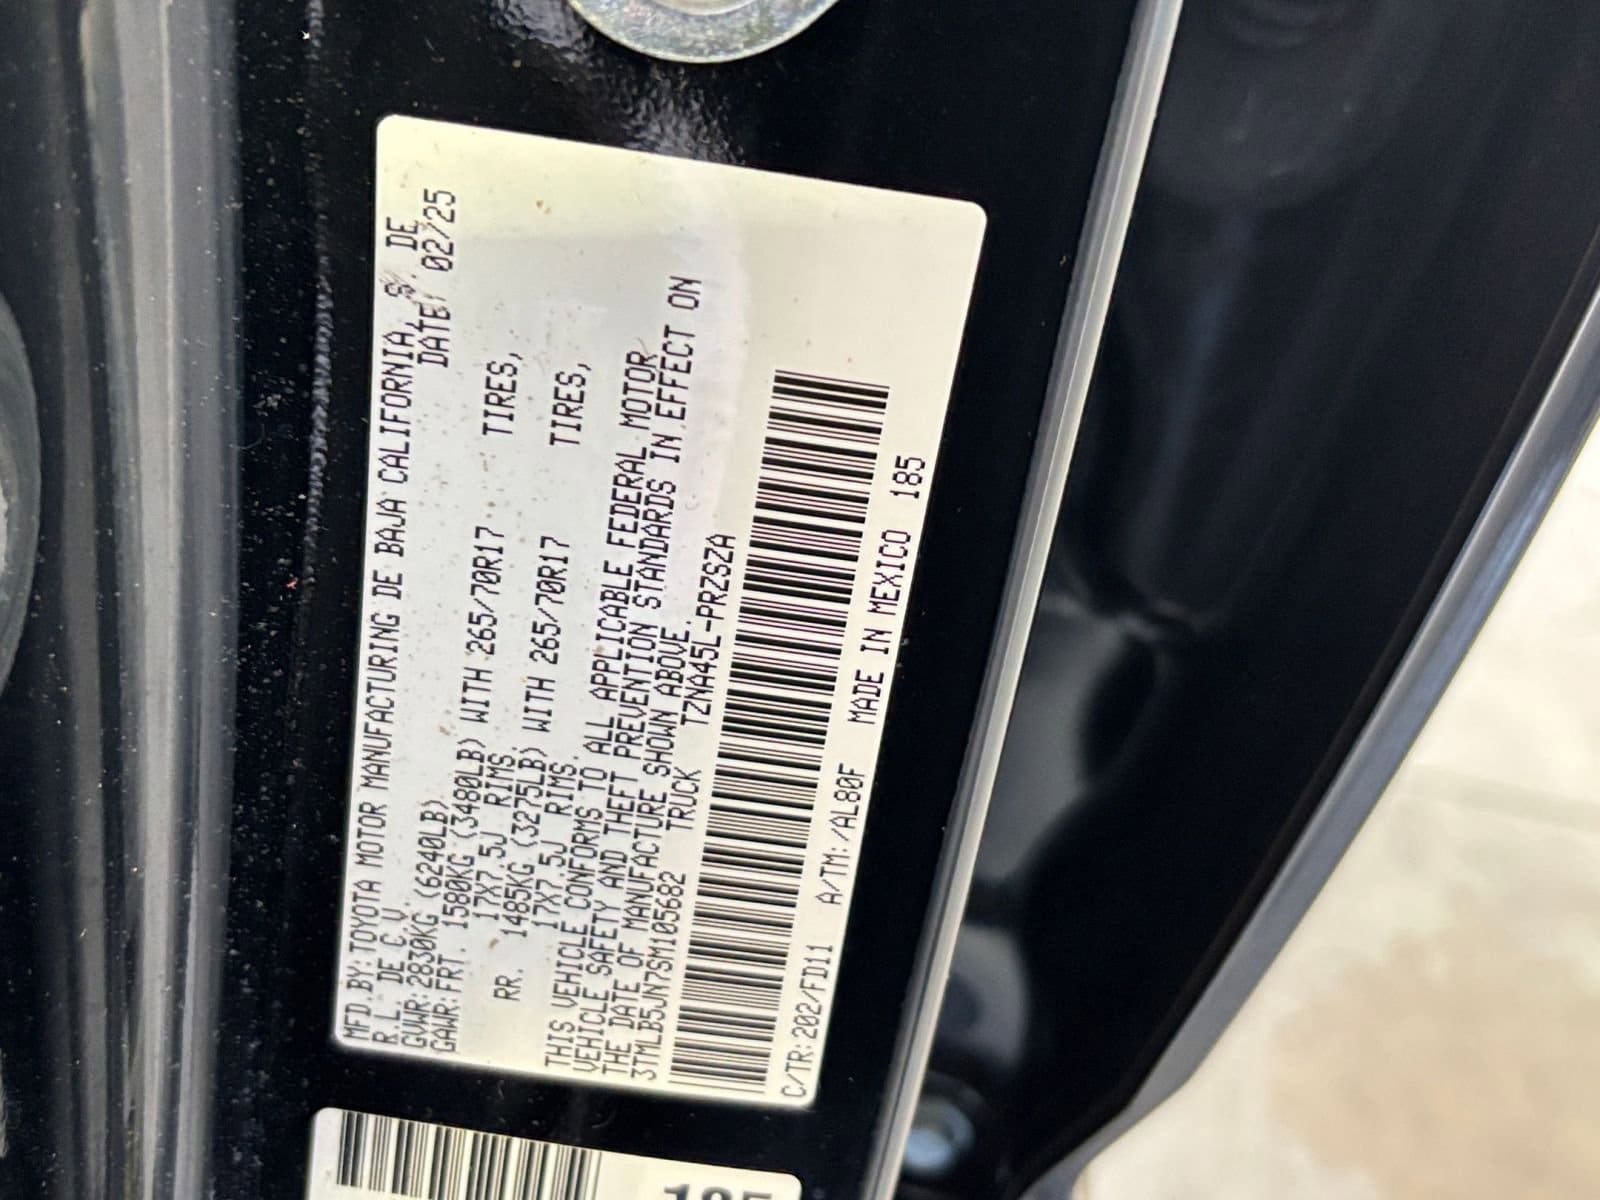 MFD.BY:TOYOTA MOTOR MANUFACTURING DE BAJA CALIFORNIA, S. DE
R.L. DE C.V. DATE: 02/25
GVWR:2830KG (6240LB)
GAWR:FRT. 1580KG (3480LB) WITH 265/70R17 TIRES,
17X7.5J RIMS.
RR. 1485KG (3275LB) WITH 265/70R17 TIRES,
17X7.5J RIMS.
THIS VEHICLE CONFORMS TO ALL APPLICABLE FEDERAL MOTOR
VEHICLE SAFETY AND THEFT PREVENTION STANDARDS IN EFFECT ON
THE DATE OF MANUFACTURE SHOWN ABOVE.
3TMLB5JN7SM105682 TRUCK TZNA45L-PRZSZA
C/TR:202/FD11 A/TM:/AL80F MADE IN MEXICO 185
185